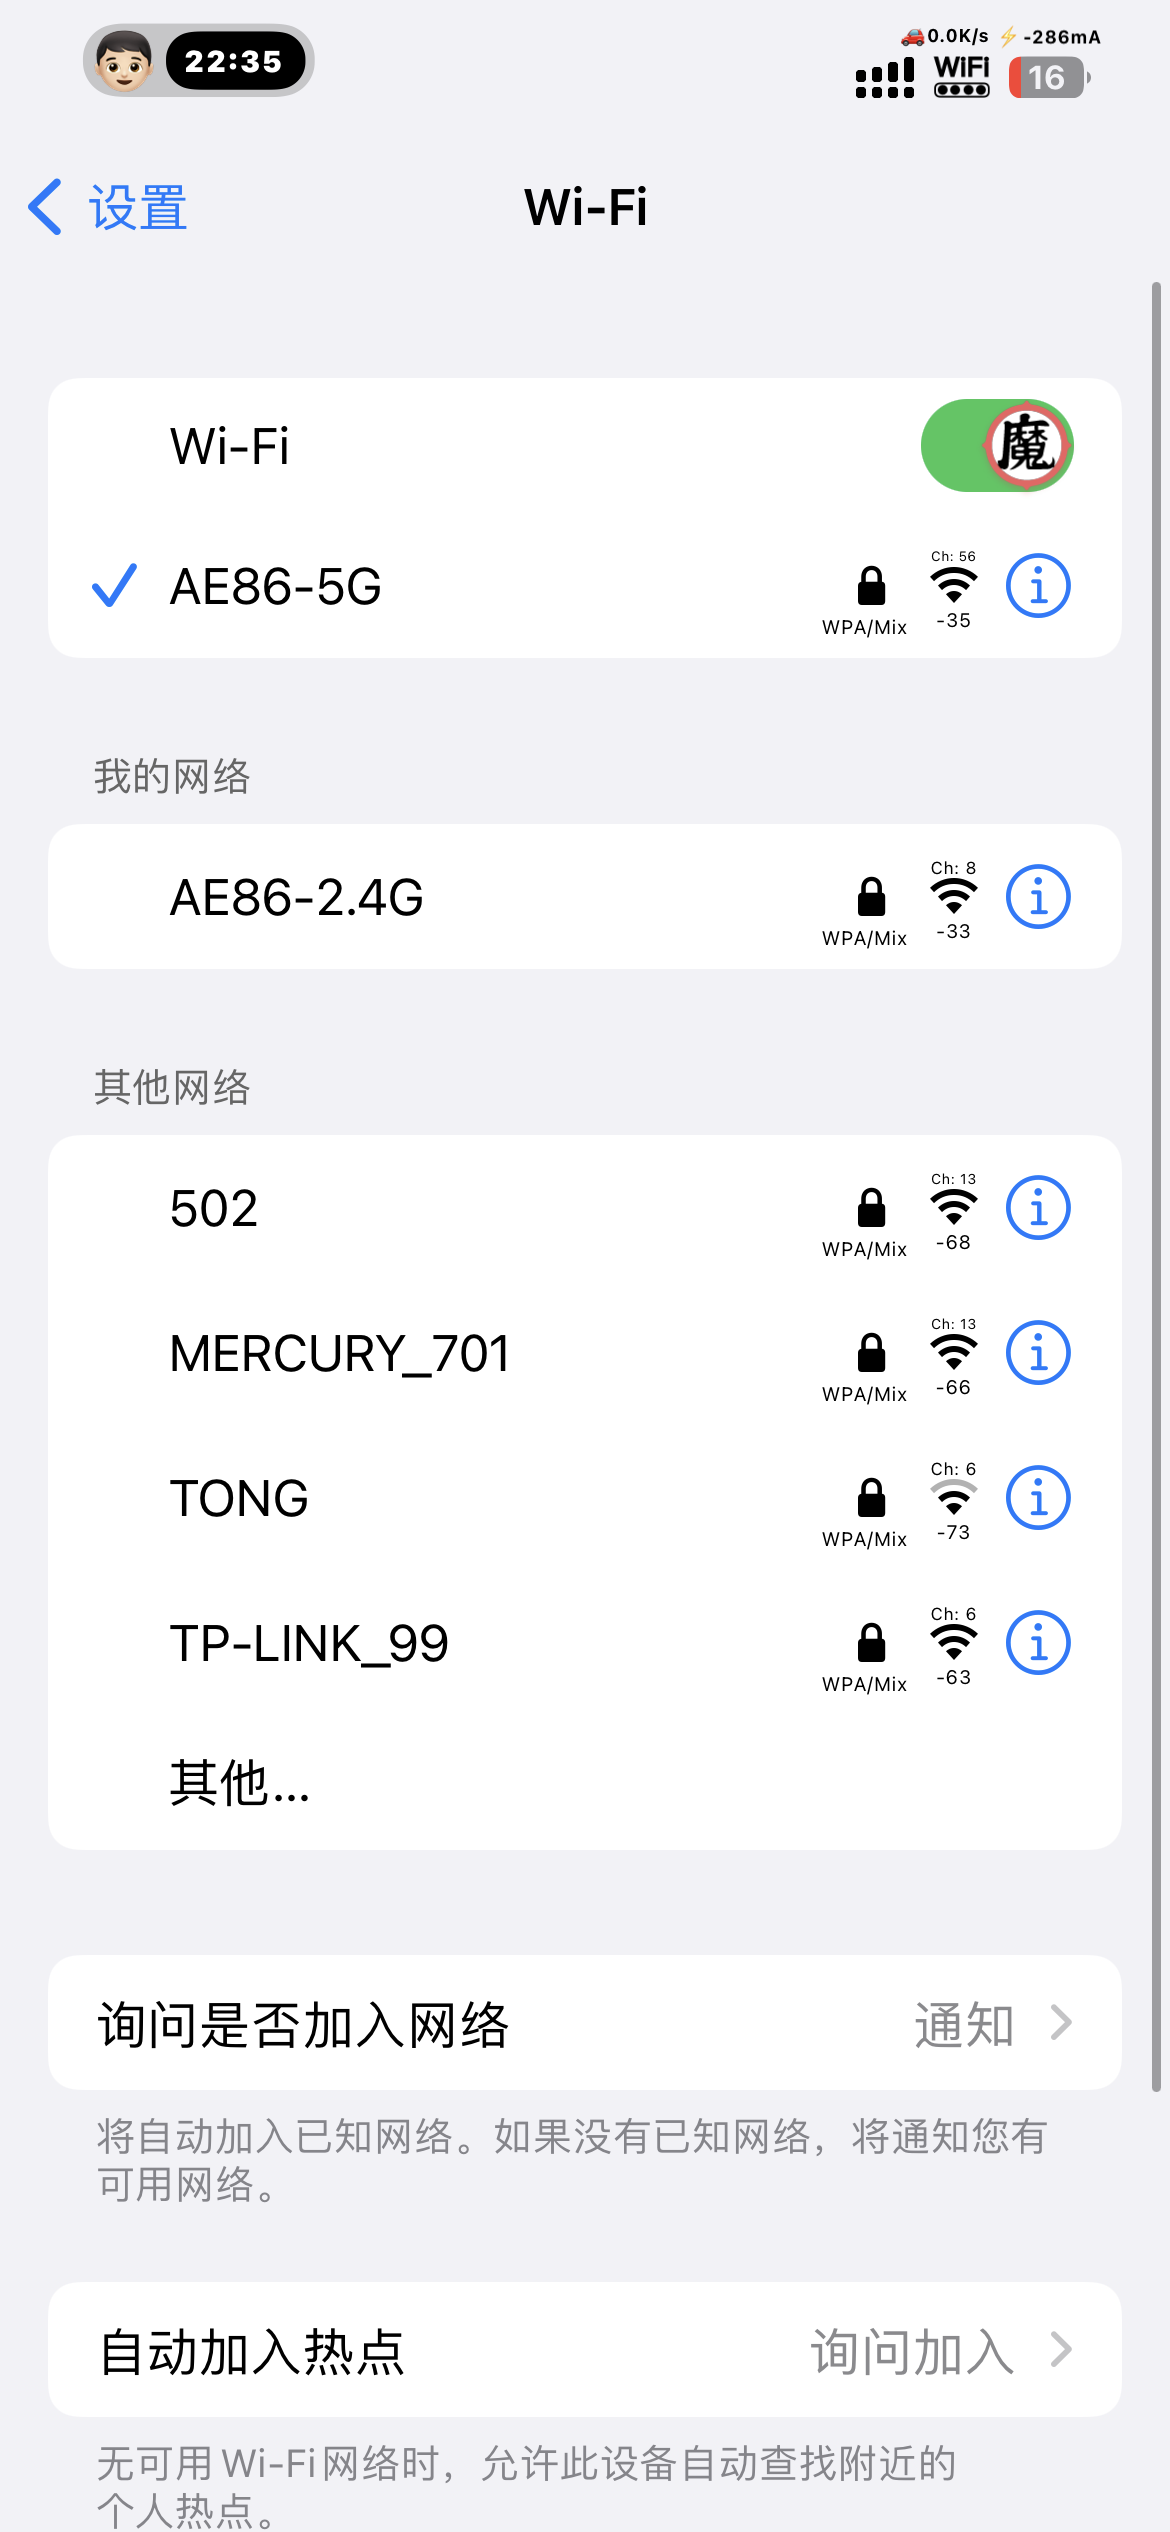 22:35
0.0K/s -286mA
WiFi
16
设置
Wi-Fi
Wi-Fi
魔
AE86-5G
WPA/Mix
Ch: 56
-35
我的网络
AE86-2.4G
WPA/Mix
Ch: 8
-33
其他网络
502
WPA/Mix
Ch: 13
-68
MERCURY_701
WPA/Mix
Ch: 13
-66
TONG
WPA/Mix
Ch: 6
-73
TP-LINK_99
WPA/Mix
Ch: 6
-63
其他...
询问是否加入网络
通知
将自动加入已知网络。如果没有已知网络，将通知您有
可用网络。
自动加入热点
询问加入
无可用 Wi-Fi 网络时，允许此设备自动查找附近的
个人热点。